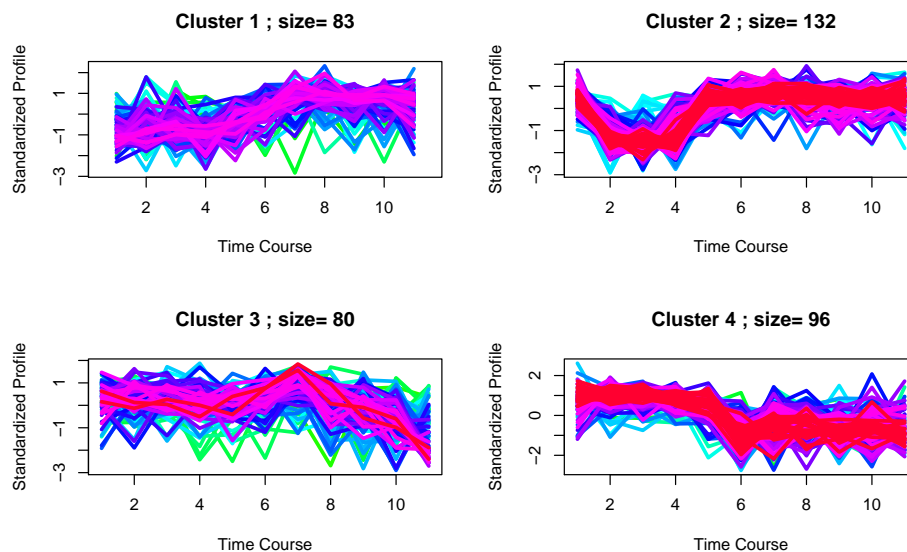 Cluster 1 ; size= 83
Standardized Profile
1
−1
−3
2 4 6 8 10
Time Course
Cluster 2 ; size= 132
Standardized Profile
1
−1
−3
2 4 6 8 10
Time Course
Cluster 3 ; size= 80
Standardized Profile
1
−1
−3
2 4 6 8 10
Time Course
Cluster 4 ; size= 96
Standardized Profile
2
0
−2
2 4 6 8 10
Time Course